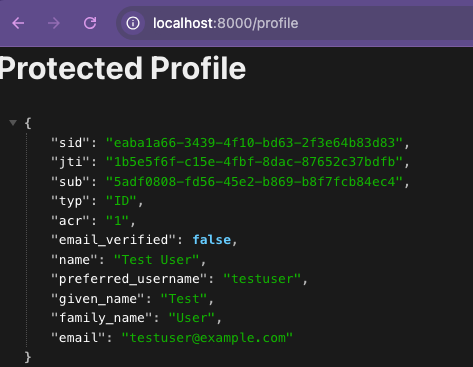 localhost:8000/profile
Protected Profile
{
"sid": "eaba1a66-3439-4f10-bd63-2f3e64b83d83",
"jti": "1b5e5f6f-c15e-4fbf-8dac-87652c37bdfb",
"sub": "5adf0808-fd56-45e2-b869-b8f7fcb84ec4",
"typ": "ID",
"acr": "1",
"email_verified": false,
"name": "Test User",
"preferred_username": "testuser",
"given_name": "Test",
"family_name": "User",
"email": "testuser@example.com"
}